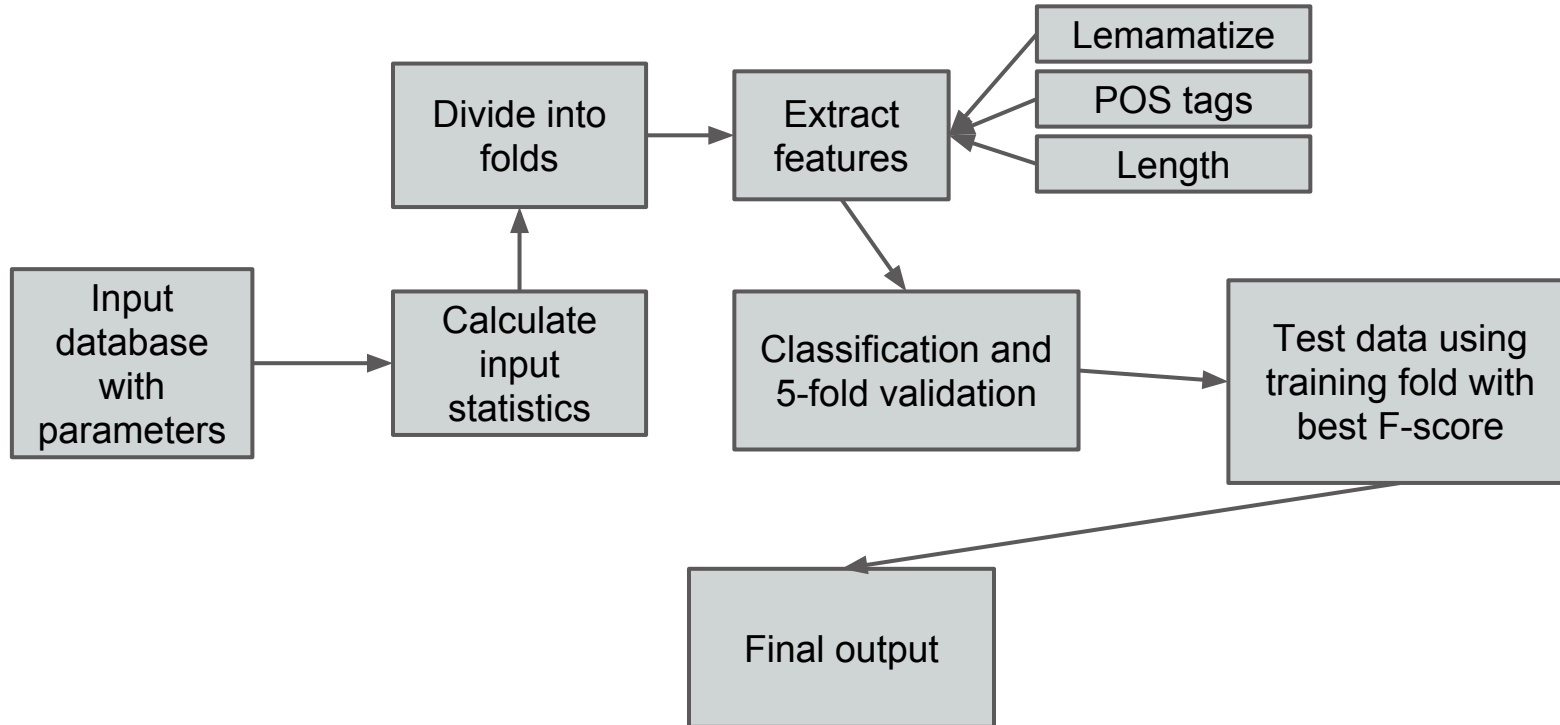 Input
database
with
parameters
Calculate
input
statistics
Divide into
folds
Extract
features
Lemamatize
POS tags
Length
Classification and
5-fold validation
Test data using
training fold with
best F-score
Final output